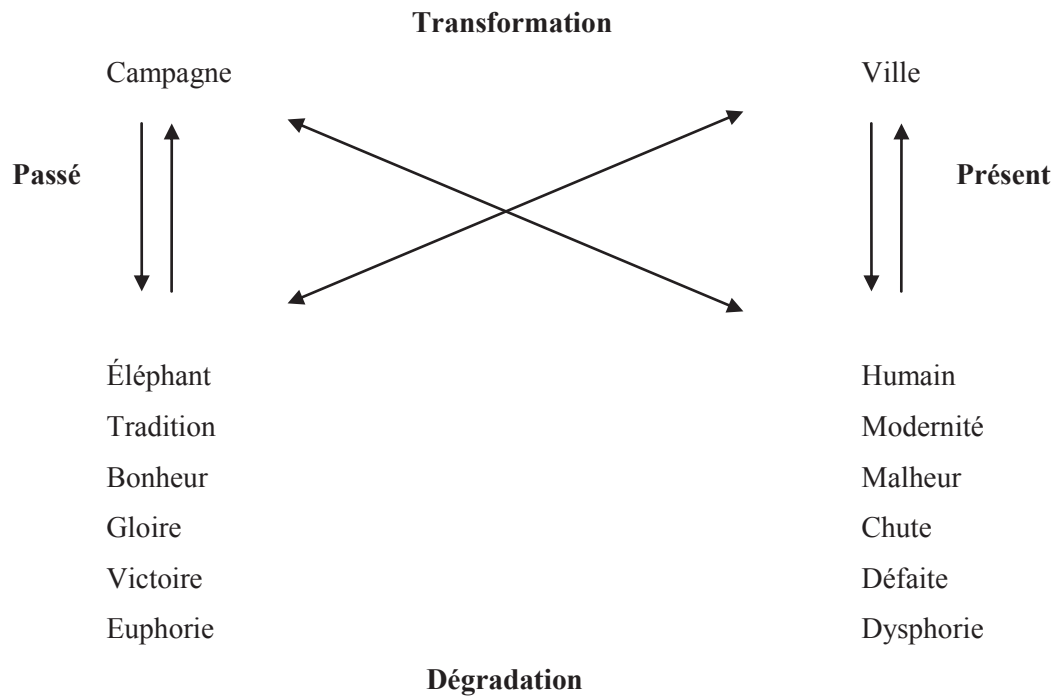 Transformation
Campagne Ville
Passé Présent
Éléphant Humain
Tradition Modernité
Bonheur Malheur
Gloire Chute
Victoire Défaite
Euphorie Dysphorie
Dégradation